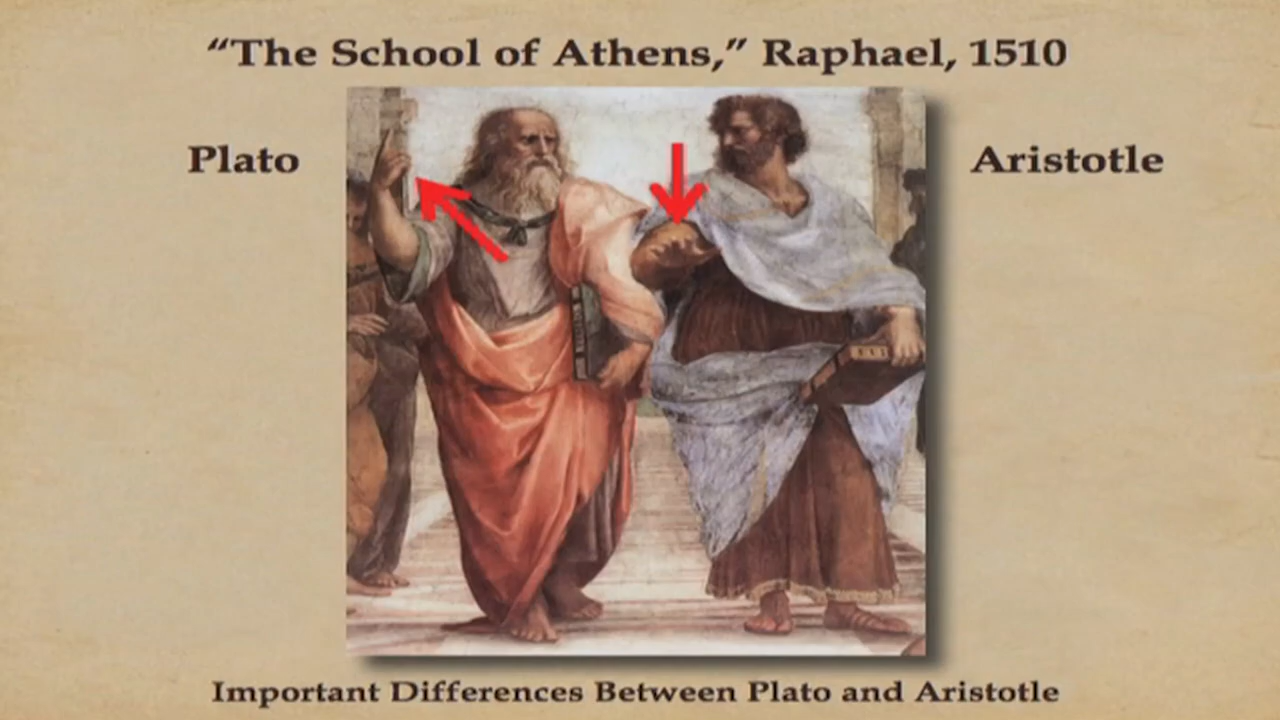 “The School of Athens,” Raphael, 1510
Plato
Aristotle
Important Differences Between Plato and Aristotle